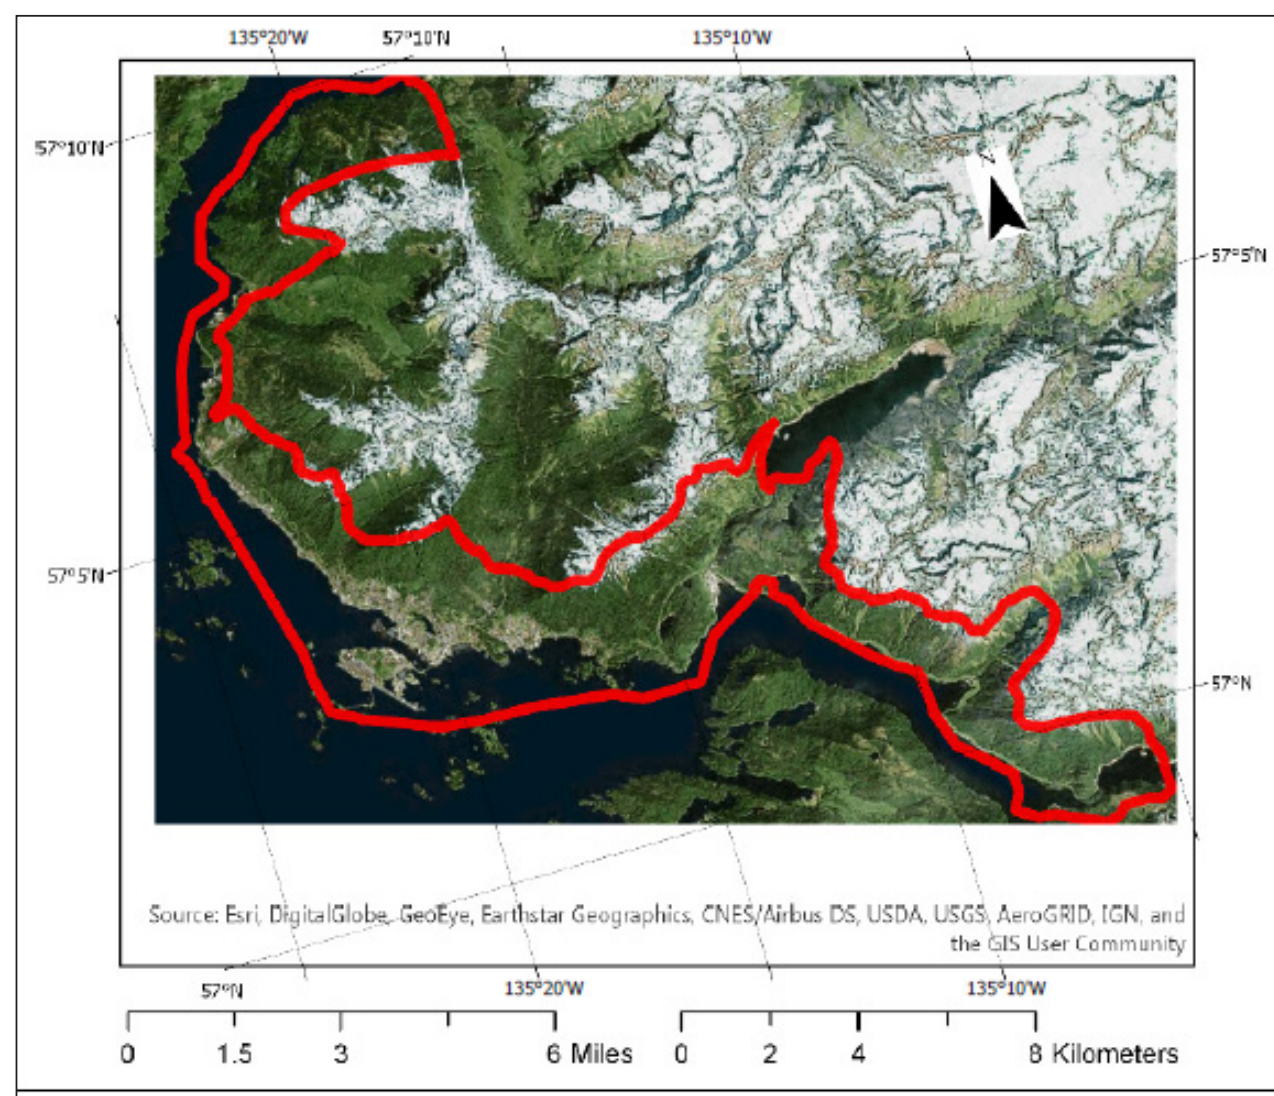 135°20'W 57°10'N 135°10'W
57°10'N
57°5'N
57°5'N
57°N
Source: Esri, DigitalGlobe, GeoEye, Earthstar Geographics, CNES/Airbus DS, USDA, USGS, AeroGRID, IGN, and
the GIS User Community
57°N 135°20'W 135°10'W
0 1.5 3 6 Miles 0 2 4 8 Kilometers